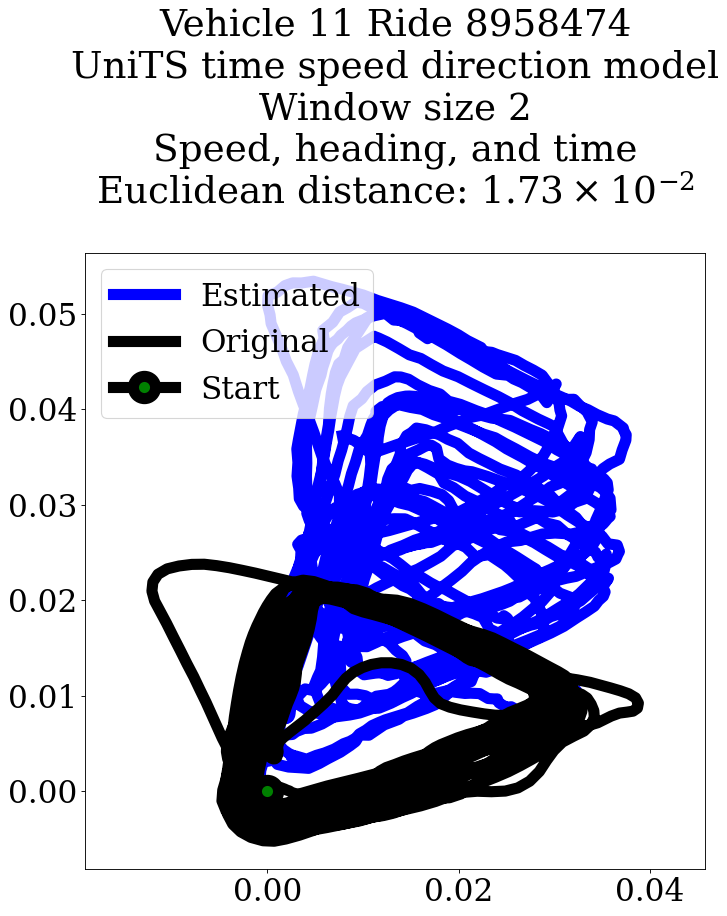 Vehicle 11 Ride 8958474
UniTS time speed direction model
Window size 2
Speed, heading, and time
Euclidean distance: 1.73 × 10⁻²
Estimated
Original
Start
0.05
0.04
0.03
0.02
0.01
0.00
0.00 0.02 0.04